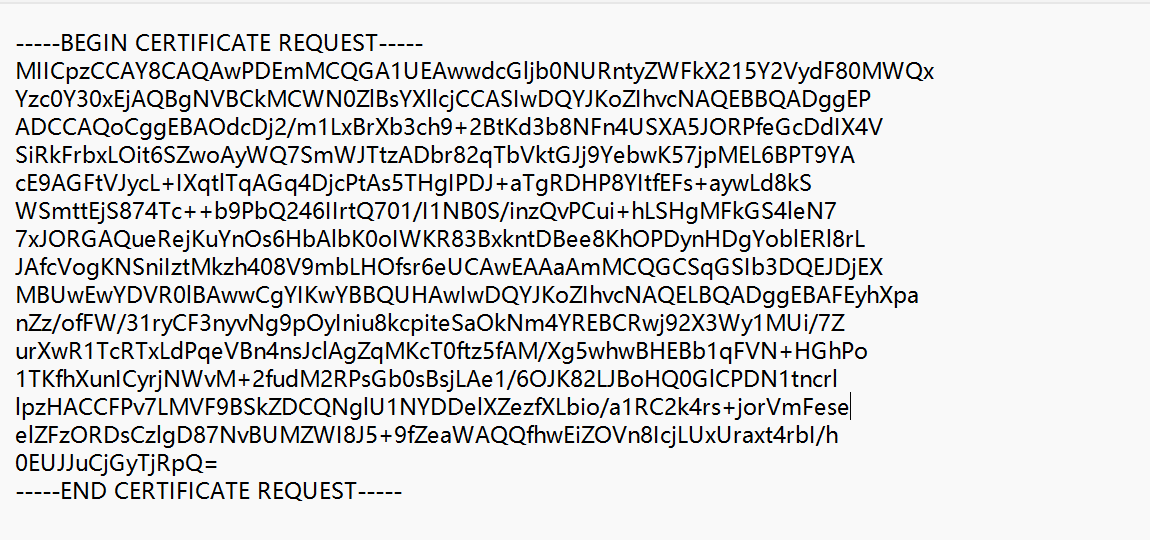 -----BEGIN CERTIFICATE REQUEST-----
MIICpzCCAY8CAQAwPDEmMCQGA1UEAwwdcGljb0NURntyZWFkX215Y2VydF80MWQx
Yzc0Y30xEjAQBgNVBCkMCWN0ZlBsYXllcjCCASIwDQYJKoZIhvcNAQEBBQADggEP
ADCCAQoCggEBAOdcDj2/m1LxBrXb3ch9+2BtKd3b8NFn4USXA5JORPfeGcDdIX4V
SiRkFrbxLOit6SZwoAyWQ7SmWJTtzADbr82qTbVktGJj9YebwK57jpMEL6BPT9YA
cE9AGFtVJycL+IXqtlTqAGq4DjcPtAs5THgIPDJ+aTgRDHP8YItfEFs+aywLd8kS
WSmttEjS874Tc++b9PbQ246IIrtQ701/I1NB0S/inzQvPCui+hLSHgMFkGS4leN7
7xJORGAQueRejKuYnOs6HbAlbK0oIWKR83BxkntDBee8KhOPDynHDgYoblERl8rL
JAfcVogKNSniIztMkzh408V9mbLHOfsr6eUCAwEAAaAmMCQGCSqGSIb3DQEJDjEX
MBUwEwYDVR0lBAwwCgYIKwYBBQUHAwIwDQYJKoZIhvcNAQELBQADggEBAFEyhXpa
nZz/ofFW/31ryCF3nyvNg9pOyIniu8kcpiteSaOkNm4YREBCRwj92X3Wy1MUi/7Z
urXwR1TcRTxLdPqeVBn4nsJclAgZqMKcT0ftz5fAM/Xg5whwBHEBb1qFVN+HGhPo
1TKfhXunICyrjNWvM+2fudM2RPsGb0sBsjLAe1/6OJK82LJBoHQ0GlCPDN1tncrl
lpzHACCFPv7LMVF9BSkZDCQNglU1NYDDelXZezfXLbio/a1RC2k4rs+jorVmFese
elZFzORDsCzlgD87NvBUMZWI8J5+9fZeaWAQQfhwEiZOVn8IcjLUxUraxt4rbI/h
0EUJJuCjGyTjRpQ=
-----END CERTIFICATE REQUEST-----